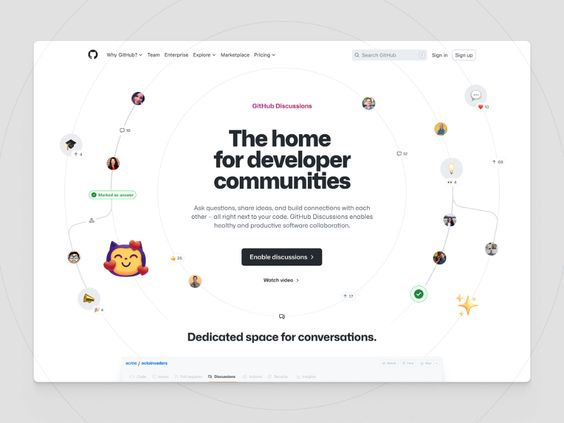 Why GitHub? Team Enterprise Explore Marketplace Pricing Search GitHub / Sign in Sign up
GitHub Discussions
The home
for developer
communities
Ask questions, share ideas, and build connections with each
other – all right next to your code. GitHub Discussions enables
healthy and productive software collaboration.
Enable discussions
Watch video
10
4
Marked as answer
25
4
10
57
69
4
17
Dedicated space for conversations.
acme / octoinvaders
Code Issues Pull requests Discussions Actions Security Insights